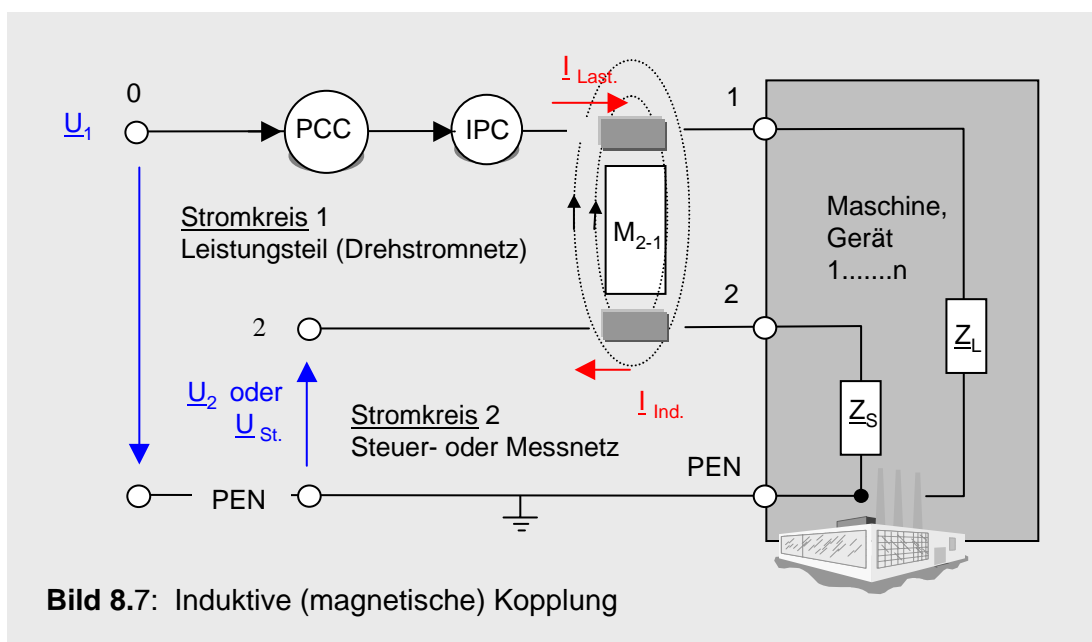 0
U1
PCC
IPC
I Last.
1
Stromkreis 1
Leistungsteil (Drehstromnetz)
M2-1
Maschine,
Gerät
1.......n
2
2
ZL
U2 oder
U St.
Stromkreis 2
Steuer- oder Messnetz
I Ind.
ZS
PEN
PEN
Bild 8.7: Induktive (magnetische) Kopplung